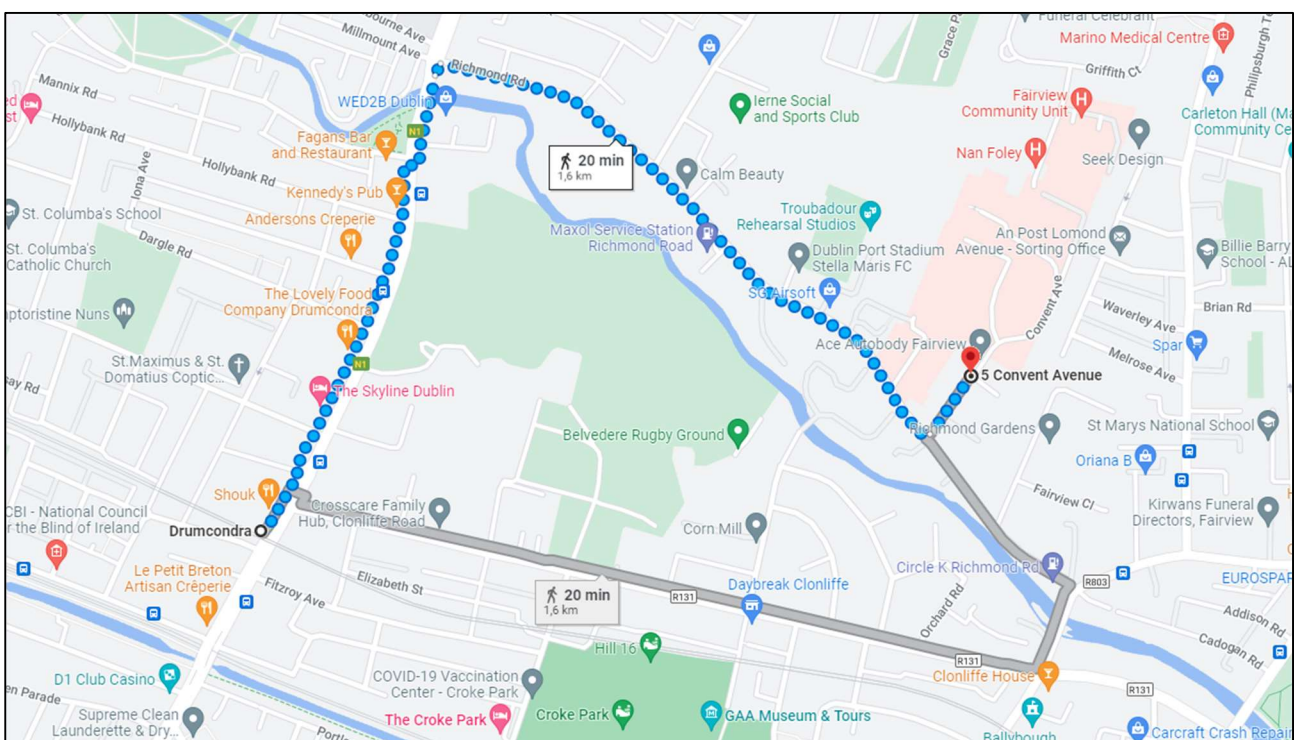 Millmount Ave
Richmond Rd
Mannix Rd
Hollybank Rd
WED2B Dublin
N1
Fagans Bar
and Restaurant
Hollybank Rd
Iona Ave
Kennedy's Pub
St. Columba's School
Andersons Creperie
Dargle Rd
St. Columba's
Catholic Church
The Lovely Food
Company Drumcondra
St.Maximus & St.
Domatius Coptic...
N1
The Skyline Dublin
20 min
1,6 km
Ierne Social
and Sports Club
Calm Beauty
Maxol Service Station
Richmond Road
Troubadour
Rehearsal Studios
Dublin Port Stadium
Stella Maris FC
SG Airsoft
Ace Autobody Fairview
5 Convent Avenue
Convent Ave
Marino Medical Centre
Griffith Ct
Fairview
Community Unit
Nan Foley
Seek Design
An Post Lomond
Avenue - Sorting Office
Billie Barry
Waverley Ave
Brian Rd
Melrose Ave
Spar
Richmond Gardens
St Marys National School
Oriana B
Fairview Cl
Kirwans Funeral
Directors, Fairview
Belvedere Rugby Ground
Corn Mill
Shouk
Drumcondra
Crosscare Family
Hub, Clonliffe Road
Le Petit Breton
Artisan Crêperie
Fitzroy Ave
Elizabeth St
20 min
1,6 km
R131
Daybreak Clonliffe
Circle K Richmond Rd
R803
EUROSPAR
Addison Rd
Cadogan Rd
Orchard Rd
R131
Clonliffe House
R131
Hill 16
D1 Club Casino
Supreme Clean
Launderette & Dry...
COVID-19 Vaccination
Center - Croke Park
The Croke Park
Croke Park
GAA Museum & Tours
Ballybough
Carcraft Crash Repair